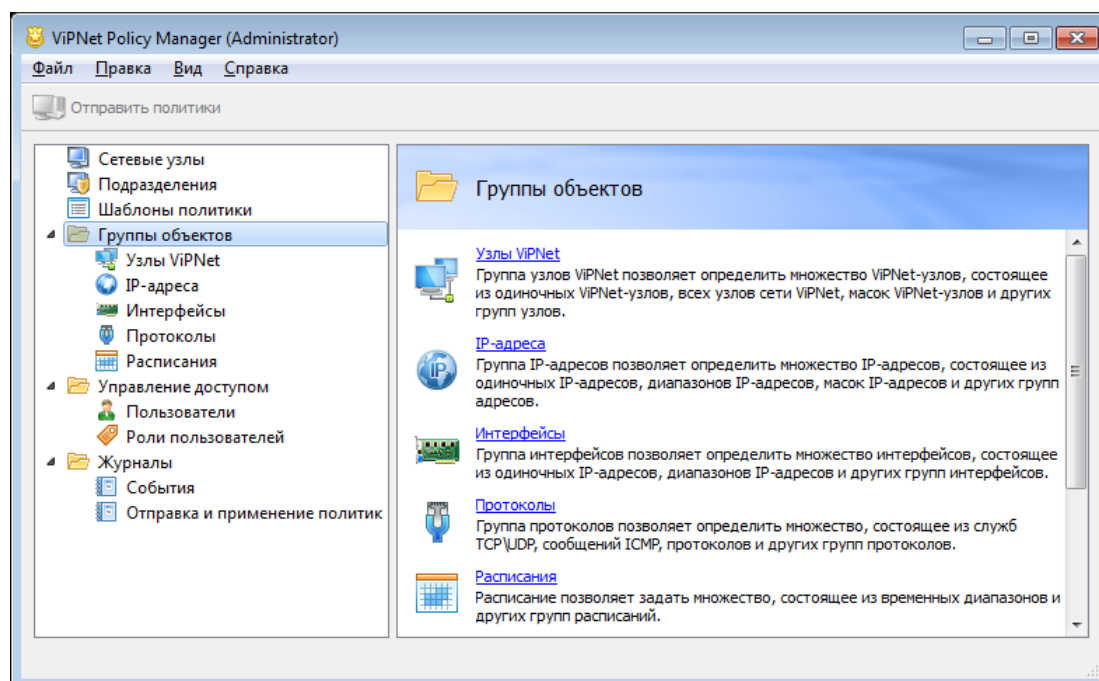 ViPNet Policy Manager (Administrator)
Файл Правка Вид Справка
Отправить политики
Сетевые узлы
Подразделения
Шаблоны политики
Группы объектов
Узлы ViPNet
IP-адреса
Интерфейсы
Протоколы
Расписания
Управление доступом
Пользователи
Роли пользователей
Журналы
События
Отправка и применение политик
Группы объектов
Узлы ViPNet
Группа узлов ViPNet позволяет определить множество ViPNet-узлов, состоящее
из одиночных ViPNet-узлов, всех узлов сети ViPNet, масок ViPNet-узлов и других
групп узлов.
IP
IP-адреса
Группа IP-адресов позволяет определить множество IP-адресов, состоящее из
одиночных IP-адресов, диапазонов IP-адресов, масок IP-адресов и других групп
адресов.
Интерфейсы
Группа интерфейсов позволяет определить множество интерфейсов, состоящее
из одиночных IP-адресов, диапазонов IP-адресов и других групп интерфейсов.
Протоколы
Группа протоколов позволяет определить множество, состоящее из служб
TCP\UDP, сообщений ICMP, протоколов и других групп протоколов.
Расписания
Расписание позволяет задать множество, состоящее из временных диапазонов и
других групп расписаний.